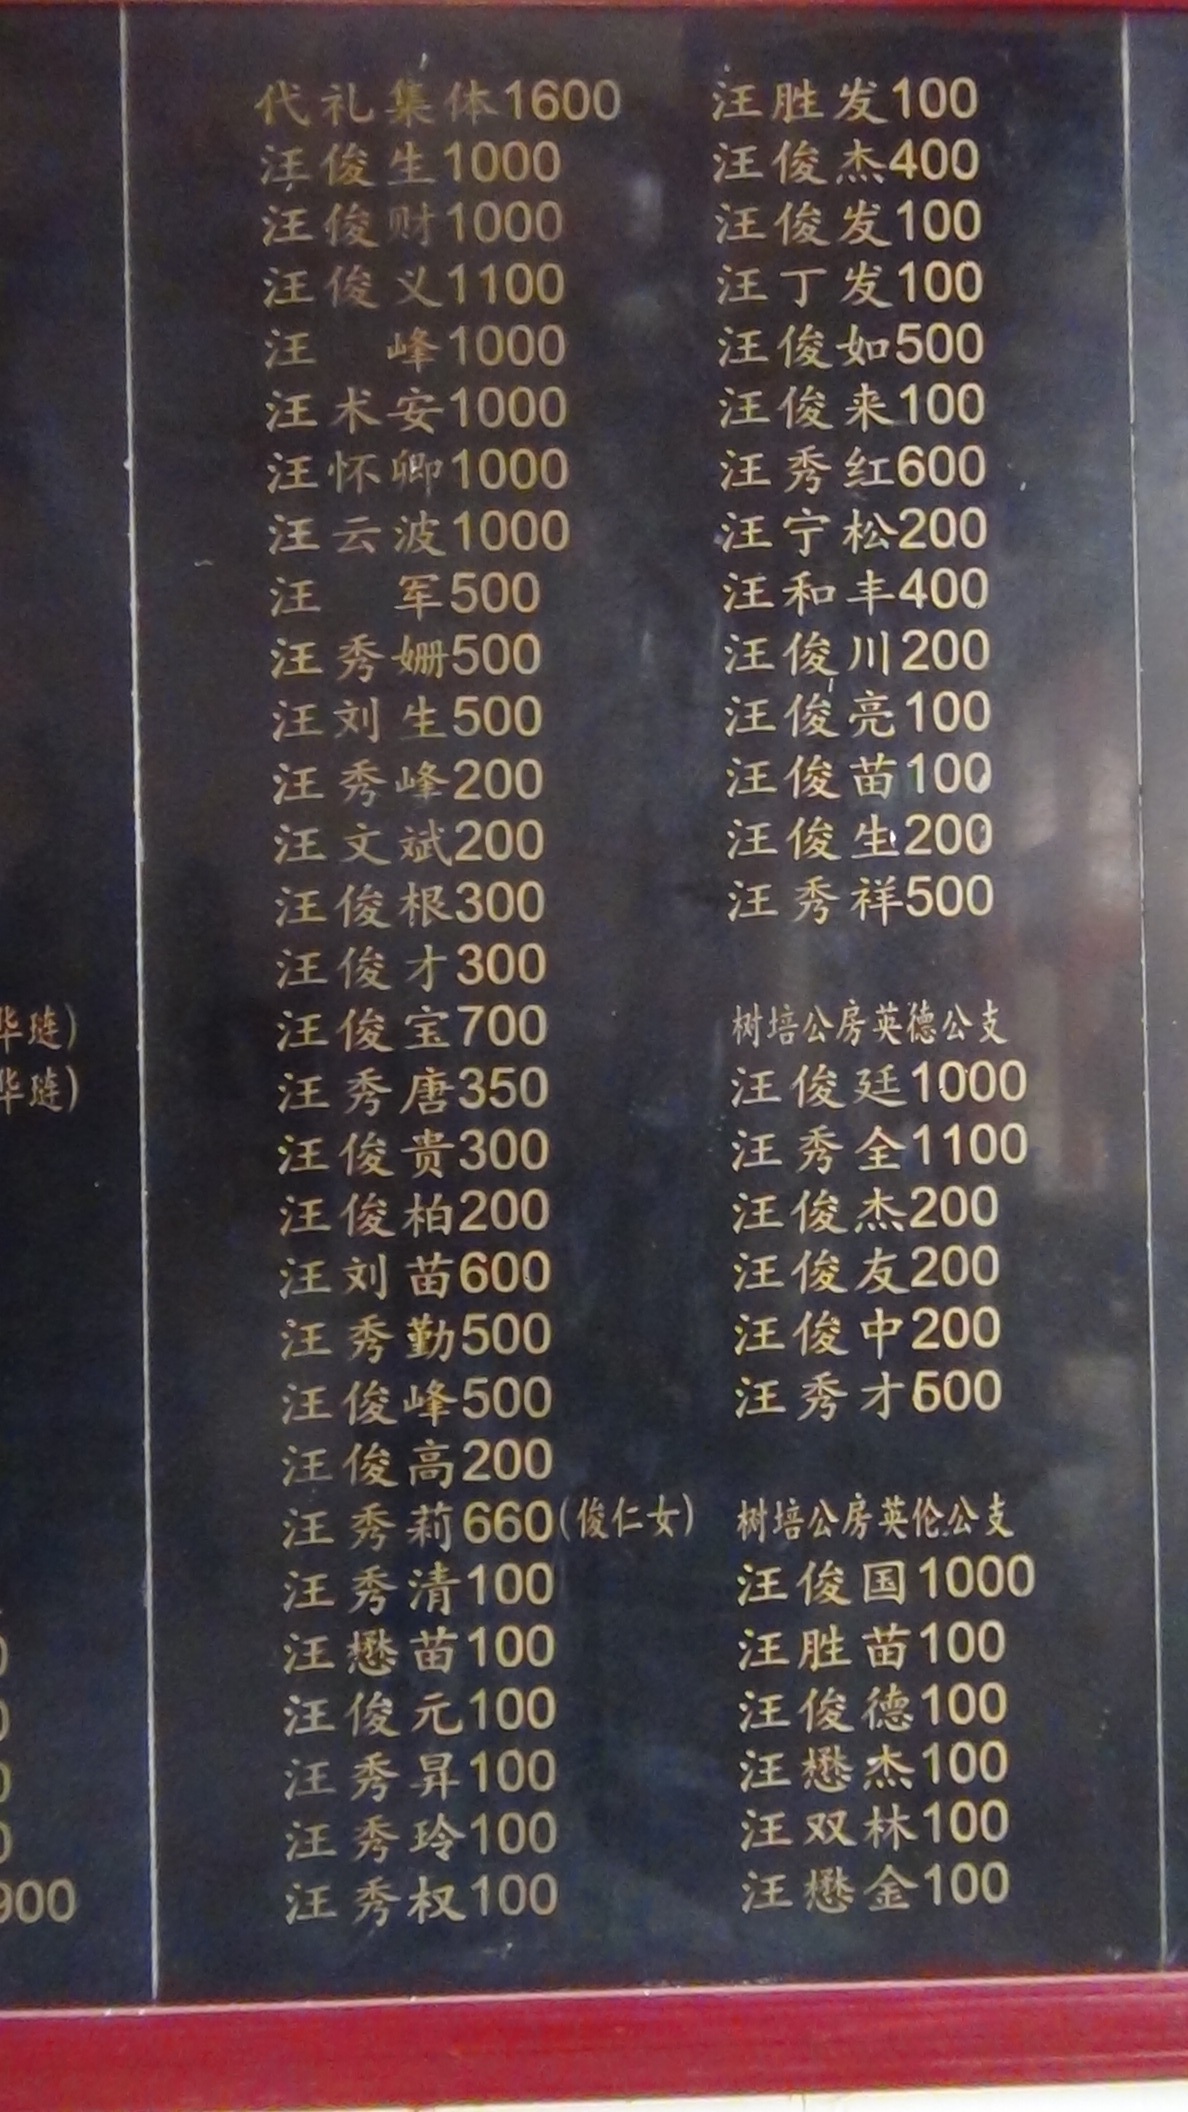 华琏)
华琏)
900
代礼集体1600
汪俊生1000
汪俊财1000
汪俊义1100
汪 峰1000
汪术安1000
汪怀卿1000
汪云波1000
汪 军500
汪秀姗500
汪刘生500
汪秀峰200
汪文斌200
汪俊根300
汪俊才300
汪俊宝700
汪秀唐350
汪俊贵300
汪俊柏200
汪刘苗600
汪秀勤500
汪俊峰500
汪俊高200
汪秀莉660(俊仁女)
汪秀清100
汪懋苗100
汪俊元100
汪秀昇100
汪秀玲100
汪秀权100
汪胜发100
汪俊杰400
汪俊发100
汪丁发100
汪俊如500
汪俊来100
汪秀红600
汪宁松200
汪和丰400
汪俊川200
汪俊亮100
汪俊苗100
汪俊生200
汪秀祥500
树培公房英德公支
汪俊廷1000
汪秀全1100
汪俊杰200
汪俊友200
汪俊中200
汪秀才600
树培公房英伦公支
汪俊国1000
汪胜苗100
汪俊德100
汪懋杰100
汪双林100
汪懋金100